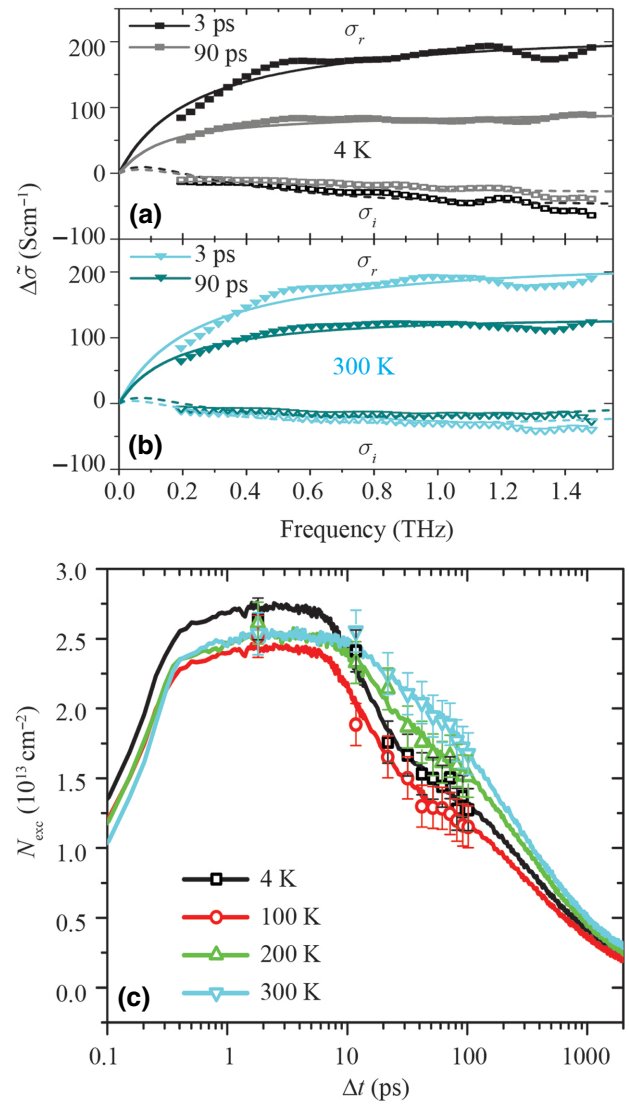 3 ps
90 ps
σr
200
100
0
−100
4 K
(a)
σi
Δσ̃ (Scm⁻¹)
3 ps
90 ps
σr
200
100
0
−100
300 K
(b)
σi
0.0 0.2 0.4 0.6 0.8 1.0 1.2 1.4
Frequency (THz)
3.0
2.5
2.0
1.5
1.0
0.5
0.0
Nexc (10¹³ cm⁻²)
4 K
100 K
200 K
300 K
(c)
0.1 1 10 100 1000
Δt (ps)